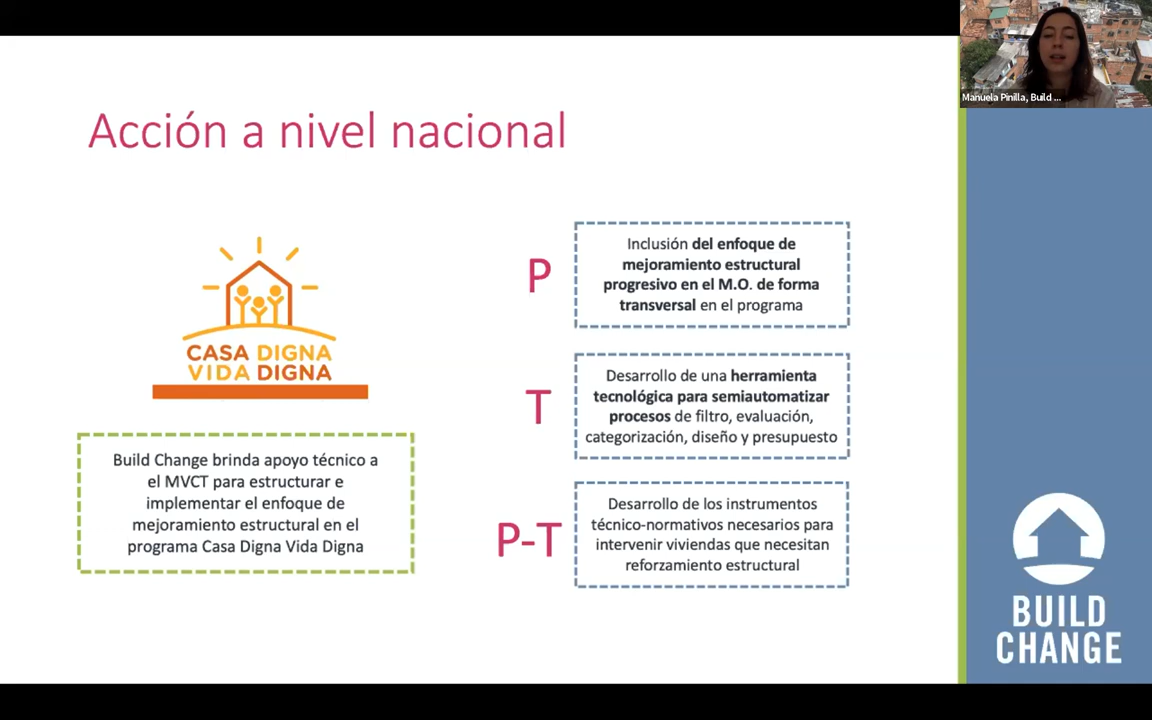 Manuela Pinilla, Build ...
Acción a nivel nacional
CASA DIGNA
VIDA DIGNA
Build Change brinda apoyo técnico a
el MVCT para estructurar e
implementar el enfoque de
mejoramiento estructural en el
programa Casa Digna Vida Digna
P
Inclusión del enfoque de
mejoramiento estructural
progresivo en el M.O. de forma
transversal en el programa
T
Desarrollo de una herramienta
tecnológica para semiautomatizar
procesos de filtro, evaluación,
categorización, diseño y presupuesto
P-T
Desarrollo de los instrumentos
técnico-normativos necesarios para
intervenir viviendas que necesitan
reforzamiento estructural
BUILD
CHANGE